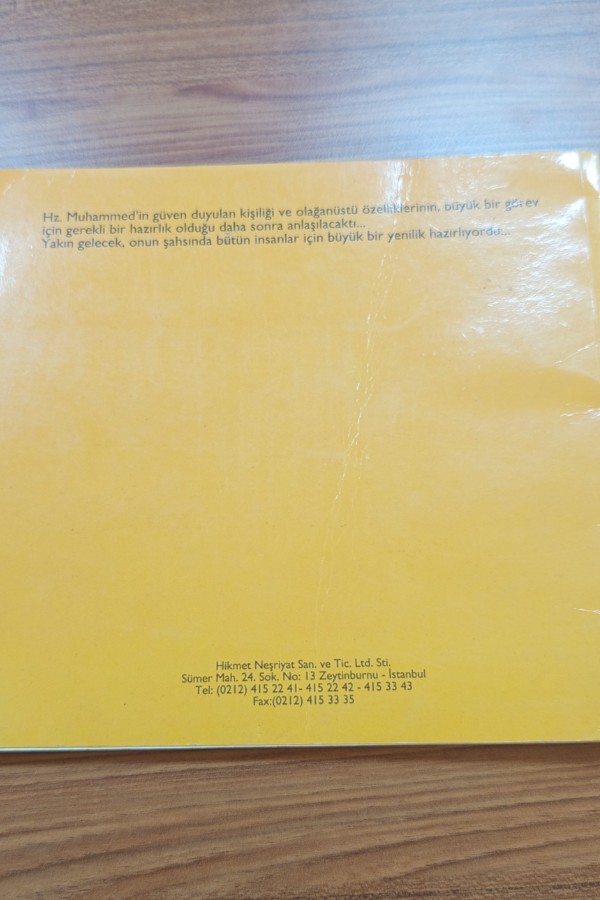 Hz. Muhammed'in güven duyulan kişiliği ve olağanüstü özelliklerinin, büyük bir görev
için gerekli bir hazırlık olduğu daha sonra anlaşılacaktı...
Yakın gelecek, onun şahsında bütün insanlar için büyük bir yenilik hazırlıyordu...
Hikmet Neşriyat San. ve Tic. Ltd. Sti.
Sümer Mah. 24. Sok. No: 13 Zeytinburnu - İstanbul
Tel: (0212) 415 22 41- 415 22 42 - 415 33 43
Fax:(0212) 415 33 35